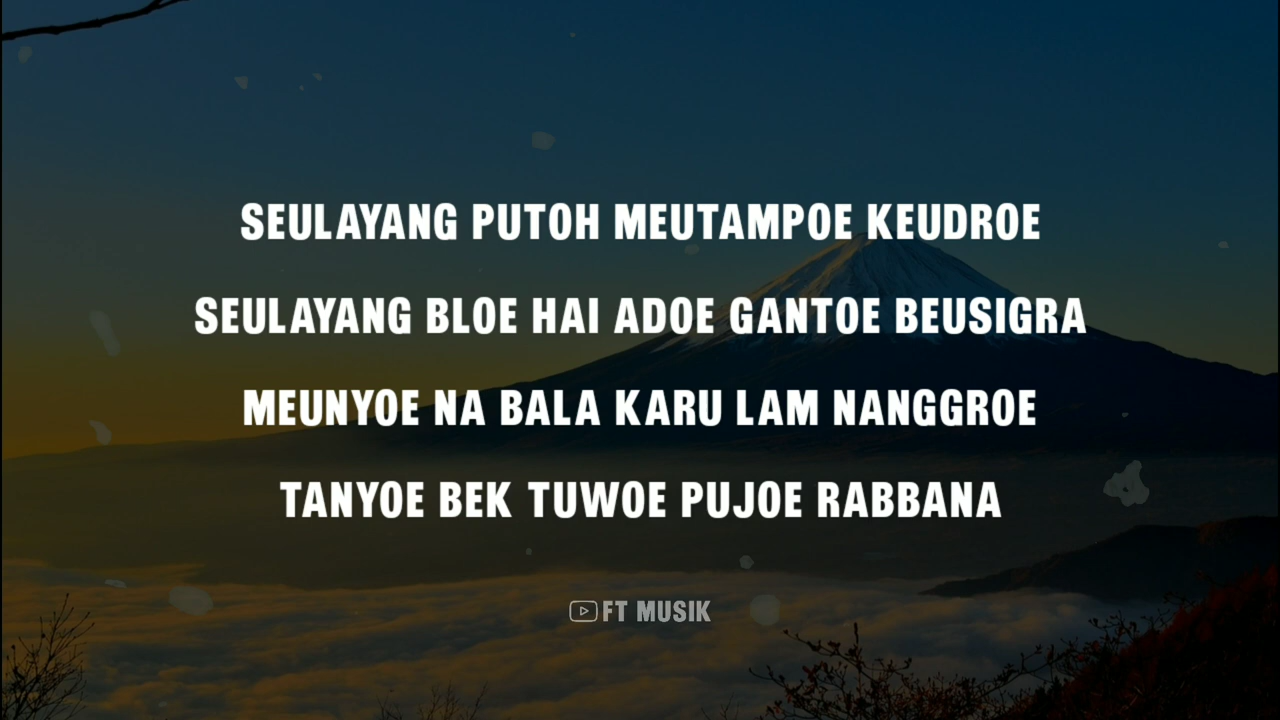 SEULAYANG PUTOH MEUTAMPOE KEUDROE
SEULAYANG BLOE HAI ADOE GANTOE BEUSIGRA
MEUNYOE NA BALA KARU LAM NANGGROE
TANYOE BEK TUWOE PUJOE RABBANA
FT MUSIK